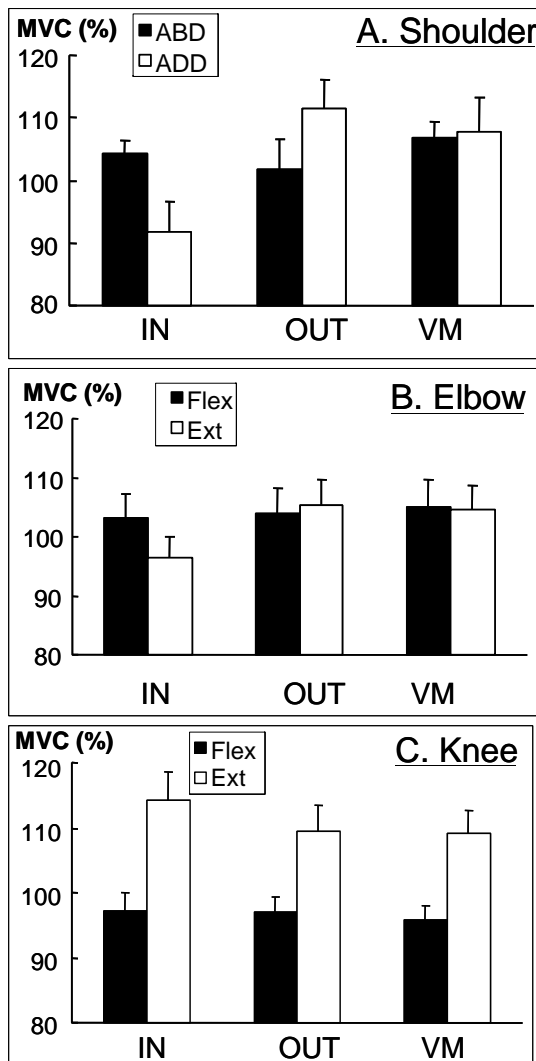 MVC (%)
ABD
ADD
A. Shoulder
120
110
100
90
80
IN OUT VM
MVC (%)
Flex
Ext
B. Elbow
120
110
100
90
80
IN OUT VM
MVC (%)
Flex
Ext
C. Knee
120
110
100
90
80
IN OUT VM